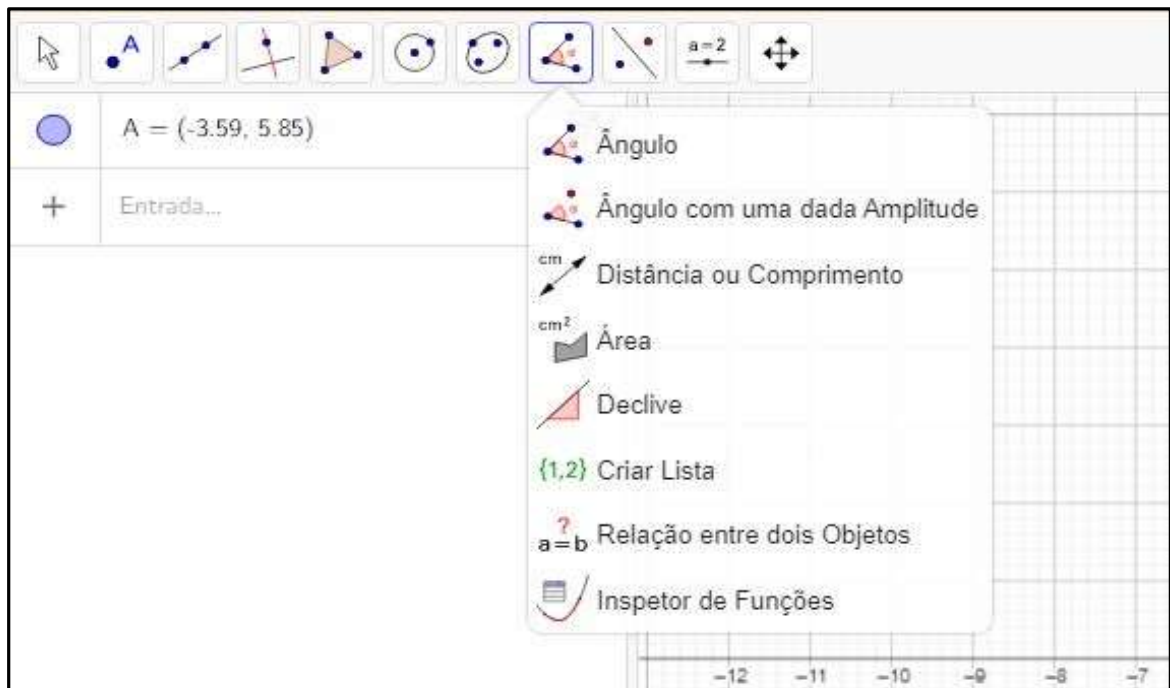 A
α
a=2
A = (-3.59, 5.85)
+ Entrada...
α Ângulo
α Ângulo com uma dada Amplitude
cm Distância ou Comprimento
cm² Área
Declive
{1,2} Criar Lista
?
a=b Relação entre dois Objetos
Inspetor de Funções
-12 -11 -10 -9 -8 -7